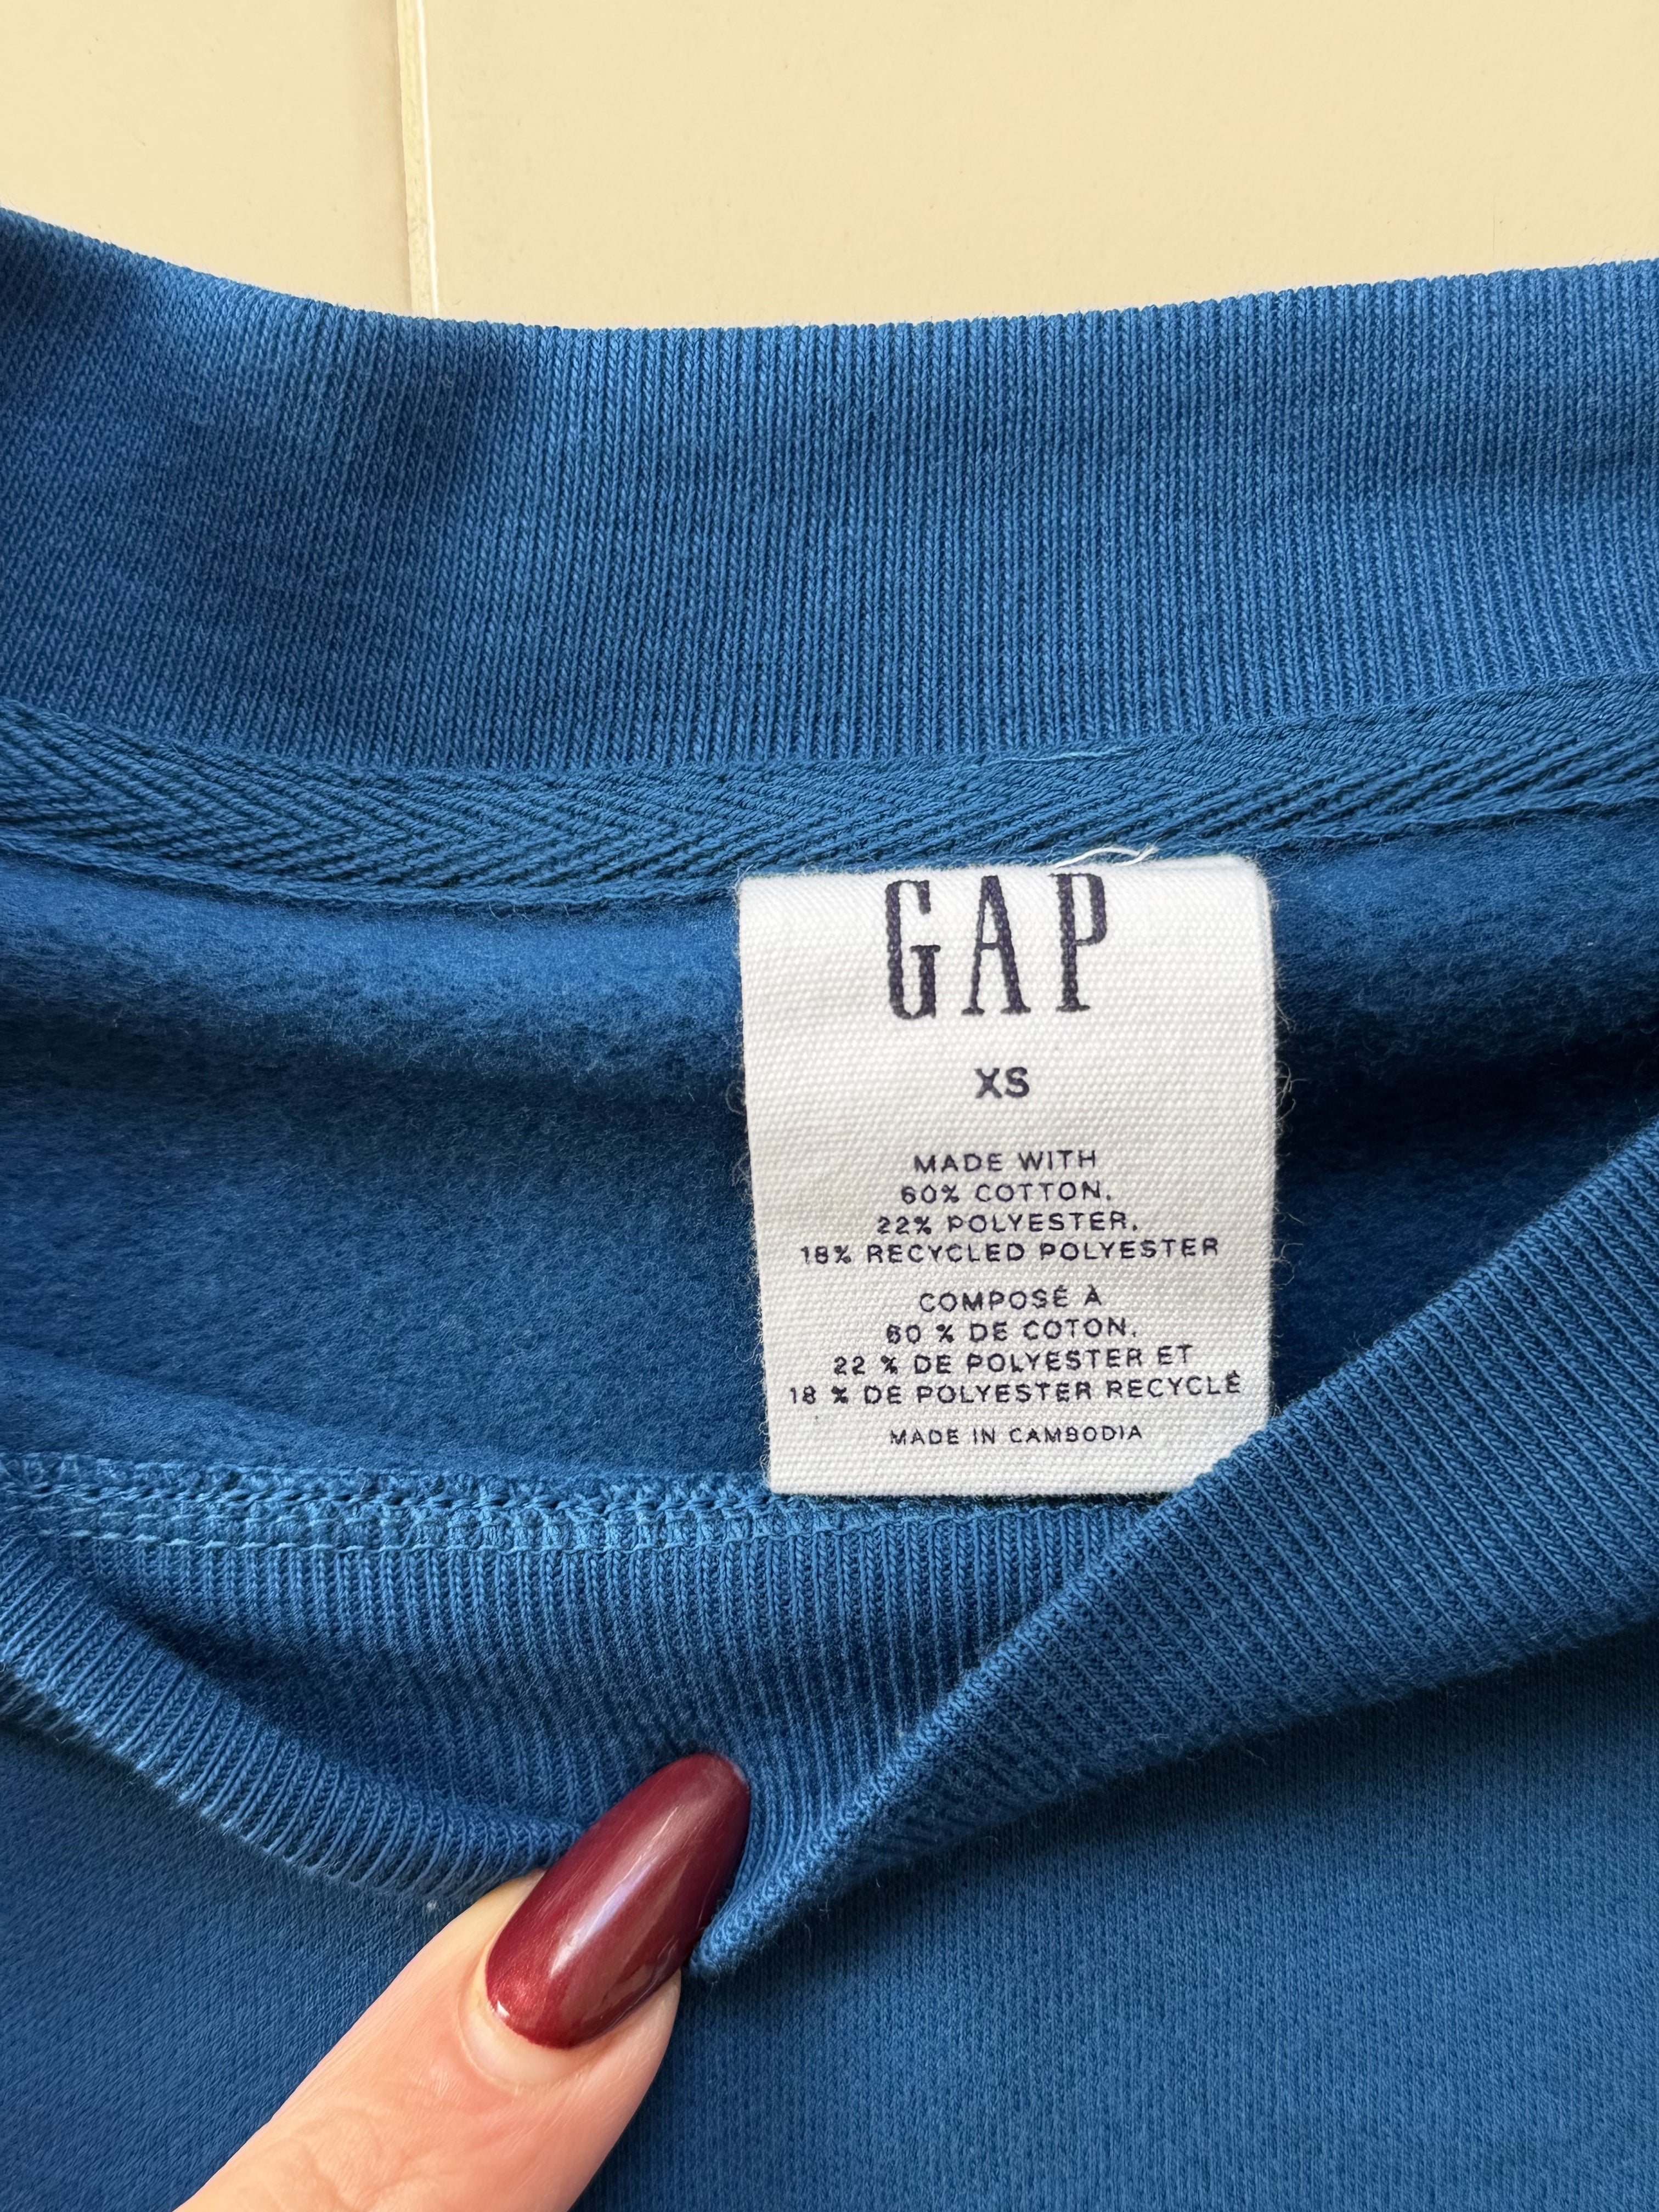 GAP
XS
MADE WITH
60% COTTON,
22% POLYESTER,
18% RECYCLED POLYESTER
COMPOSÉ À
60 % DE COTON,
22 % DE POLYESTER ET
18 % DE POLYESTER RECYCLÉ
MADE IN CAMBODIA